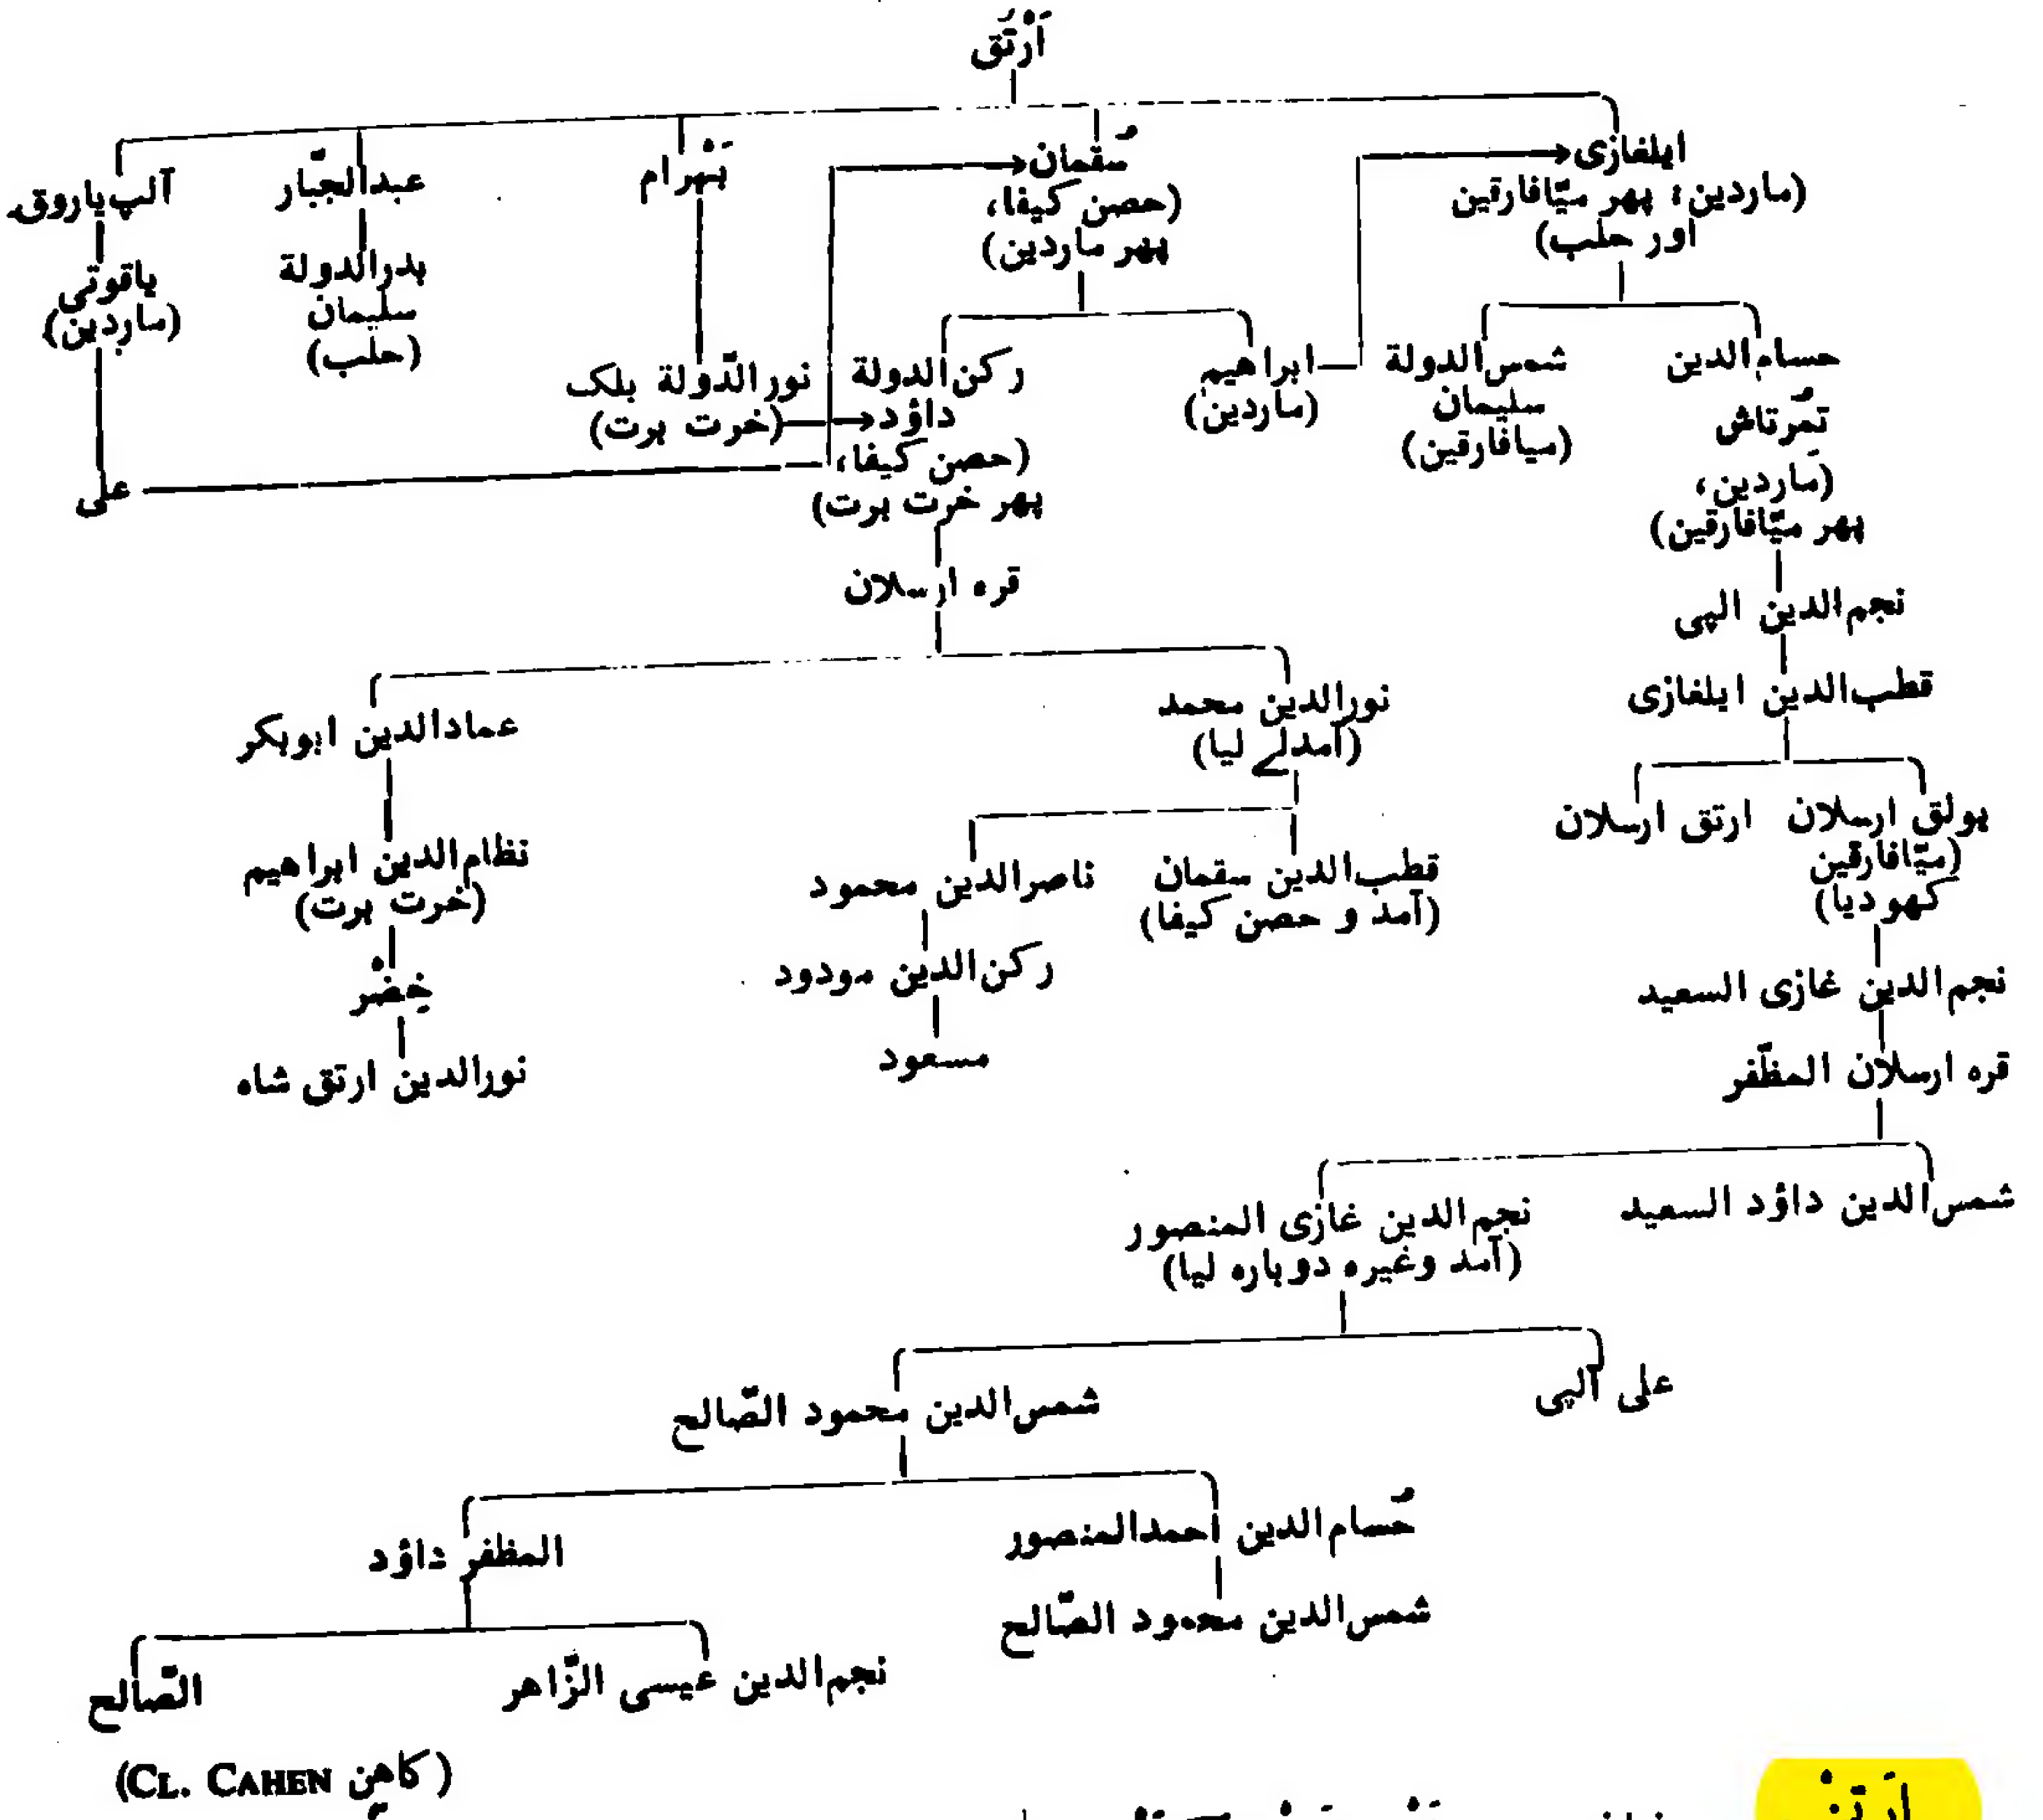 اَرْتُق
ایلغازی
(ماردین؛ پھر میّافارقین
اور حلب)
سُقمان
(حصن کیفا،
پھر ماردین)
بَہْرام
عبدالجبّار
آلپ یاروق
بدرالدولة
سلیمان
(حلب)
یاقوتی
(ماردین)
حسام الدین
تمُرتاش
(ماردین،
پھر میّافارقین)
شمس الدولة
سلیمان
(میافارقین)
ابراھیم
(ماردین)
رکن الدولة
داؤد
(حصن کیفا،
پھر خرت برت)
نورالدّولة بلک
(خرت برت)
علی
قرہ ارسلان
نجم الدین الپی
قطب الدین ایلغازی
نورالدین محمد
(آمدلے لیا)
عمادالدین ابوبکر
یولق ارسلان
(میّافارقین
کھو دیا)
ارتق ارسلان
قطب الدین سقمان
(آمد و حصن کیفا)
ناصرالدین محمود
نظام الدین ابراھیم
(خرت برت)
رکن الدین مودود
خِضْر
نجم الدین غازی السعید
مسعود
نورالدین ارتق شاہ
قرہ ارسلان المظفّر
شمس الدین داؤد السعید
نجم الدین غازی المنصور
(آمد وغیرہ دوبارہ لیا)
علی آلپی
شمس الدین محمود الصّالح
حُسام الدین احمدالمنصور
المظفر داؤد
شمس الدین محمود الصّالح
نجم الدین عیسی الزّاھر
الصّالح
(CL. CAHEN کاھن)